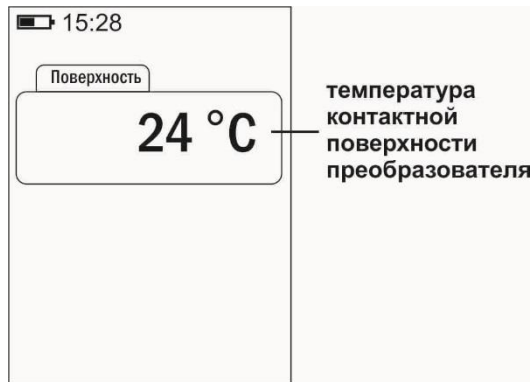 15:28
Поверхность
24 °C
температура
контактной
поверхности
преобразователя